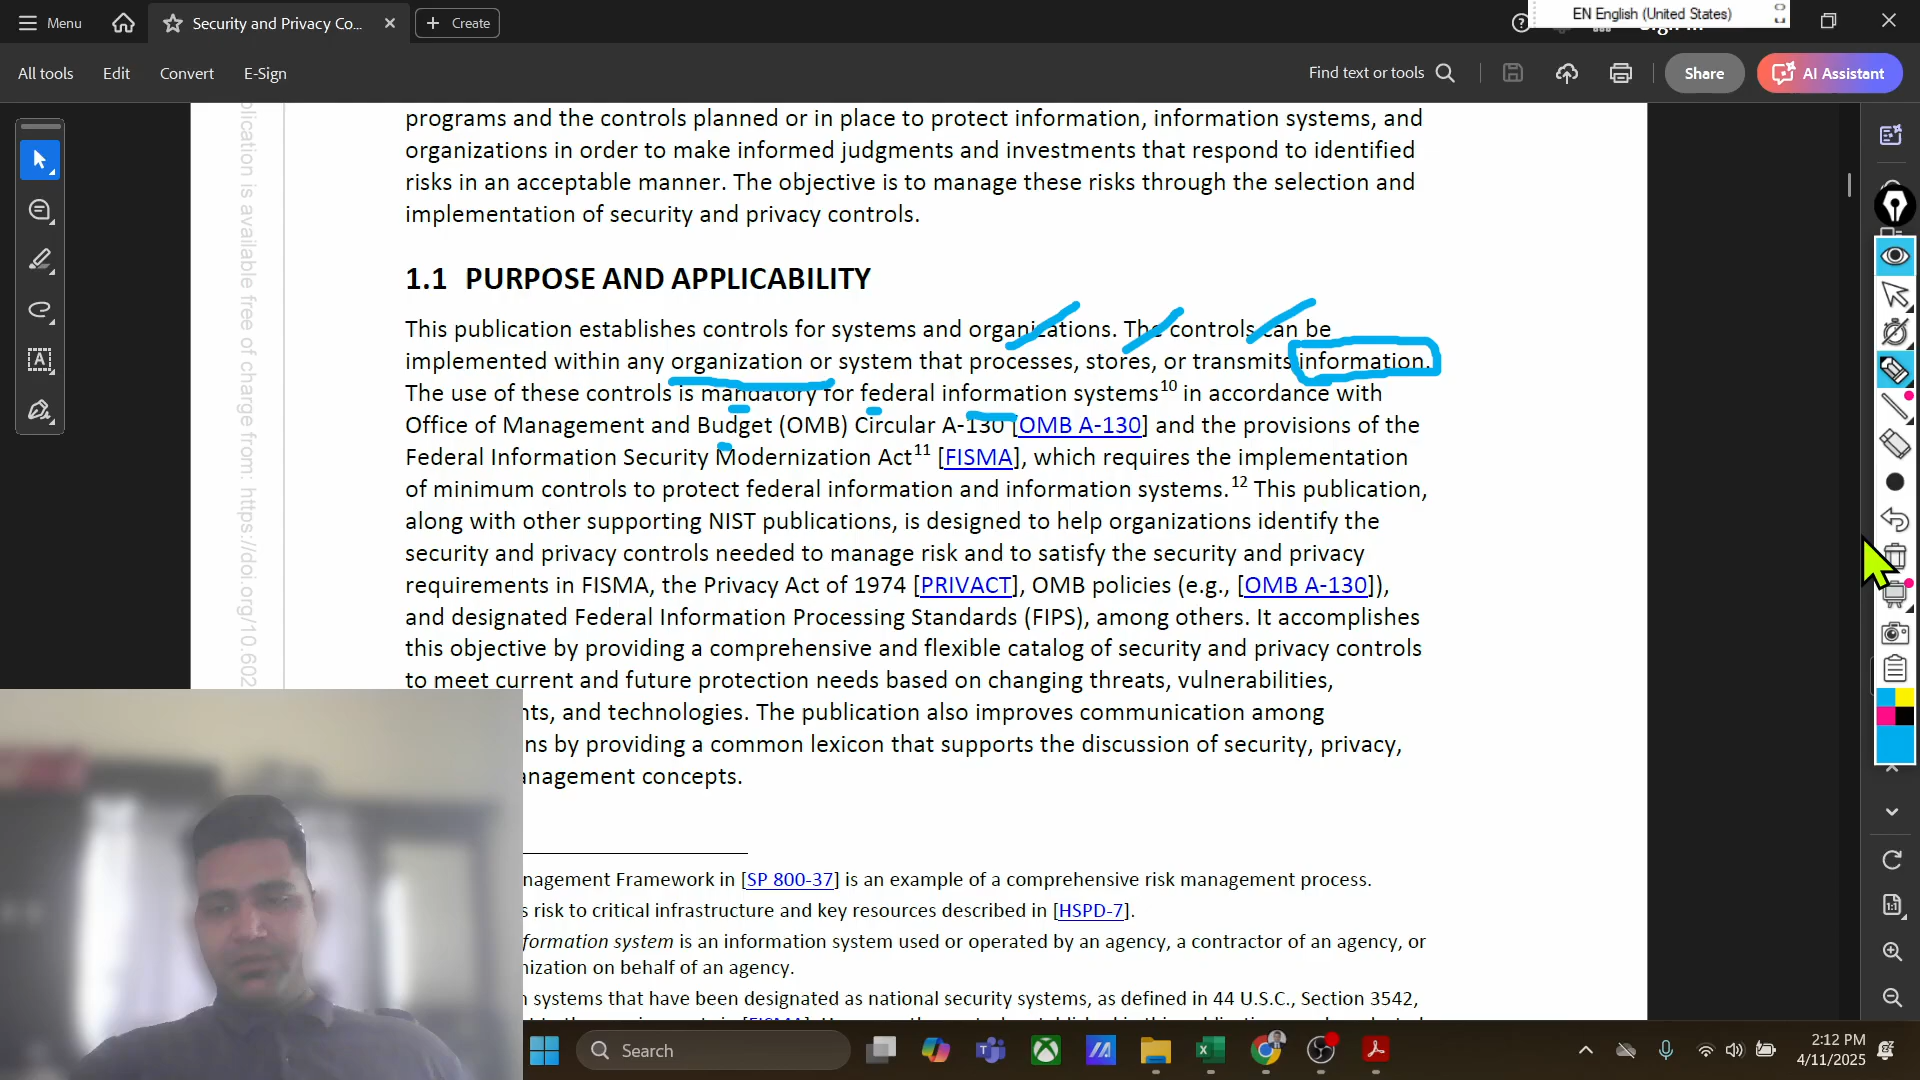 Menu
Security and Privacy Co...
Create
EN English (United States)
All tools
Edit
Convert
E-Sign
Find text or tools
Share
AI Assistant
blication is available free of charge from: https://doi.org/10.602
programs and the controls planned or in place to protect information, information systems, and
organizations in order to make informed judgments and investments that respond to identified
risks in an acceptable manner. The objective is to manage these risks through the selection and
implementation of security and privacy controls.
1.1 PURPOSE AND APPLICABILITY
This publication establishes controls for systems and organizations. The controls can be
implemented within any organization or system that processes, stores, or transmits information.
The use of these controls is mandatory for federal information systems10 in accordance with
Office of Management and Budget (OMB) Circular A-130 [OMB A-130] and the provisions of the
Federal Information Security Modernization Act11 [FISMA], which requires the implementation
of minimum controls to protect federal information and information systems.12 This publication,
along with other supporting NIST publications, is designed to help organizations identify the
security and privacy controls needed to manage risk and to satisfy the security and privacy
requirements in FISMA, the Privacy Act of 1974 [PRIVACT], OMB policies (e.g., [OMB A-130]),
and designated Federal Information Processing Standards (FIPS), among others. It accomplishes
this objective by providing a comprehensive and flexible catalog of security and privacy controls
to meet current and future protection needs based on changing threats, vulnerabilities,
nts, and technologies. The publication also improves communication among
ns by providing a common lexicon that supports the discussion of security, privacy,
anagement concepts.
nagement Framework in [SP 800-37] is an example of a comprehensive risk management process.
s risk to critical infrastructure and key resources described in [HSPD-7].
formation system is an information system used or operated by an agency, a contractor of an agency, or
nization on behalf of an agency.
n systems that have been designated as national security systems, as defined in 44 U.S.C., Section 3542,
Search
2:12 PM
4/11/2025